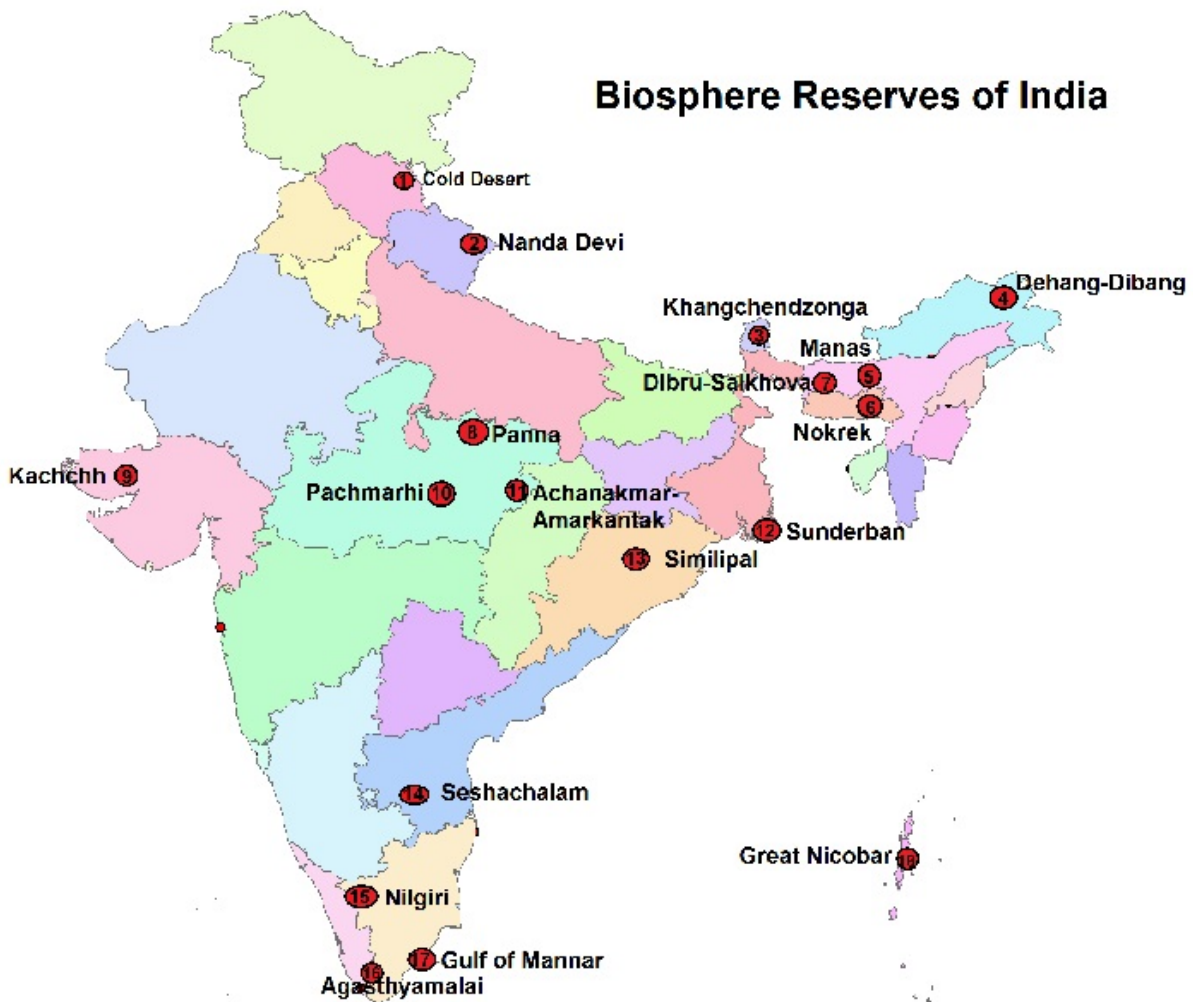 Biosphere Reserves of India
1 Cold Desert
2 Nanda Devi
Dehang-Dibang
4
Khangchendzonga
3
Manas
Dibru-Saikhova 7 5
6
Nokrek
8 Panna
Kachchh 9
Pachmarhi 10 11 Achanakmar-
Amarkantak
12 Sunderban
13 Similipal
14 Seshachalam
Great Nicobar 18
15 Nilgiri
17 Gulf of Mannar
16
Agasthyamalai